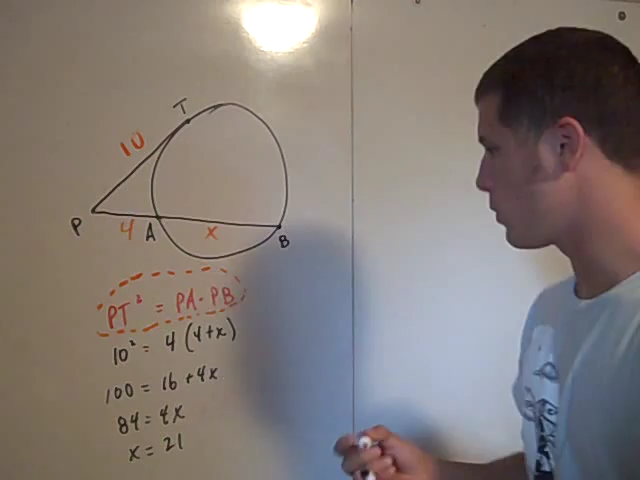 T
10
P 4 A x B
PT² = PA · PB
10² = 4 (4+x)
100 = 16 + 4x
84 = 4x
x = 21